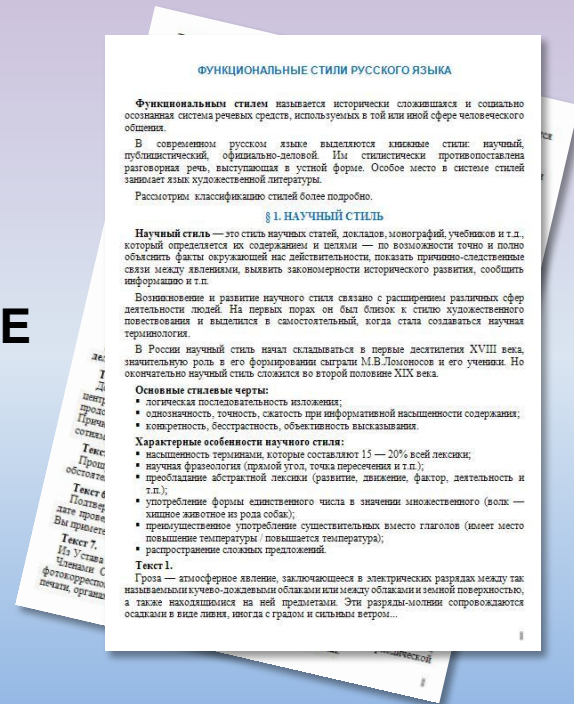 ФУНКЦИОНАЛЬНЫЕ СТИЛИ РУССКОГО ЯЗЫКА
Функциональным стилем называется исторически сложившаяся и социально
осознанная система речевых средств, используемых в той или иной сфере человеческого
общения.
В современном русском языке выделяются книжные стили: научный,
публицистический, официально-деловой. Им стилистически противопоставлена
разговорная речь, выступающая в устной форме. Особое место в системе стилей
занимает язык художественной литературы.
Рассмотрим классификацию стилей более подробно.
§ 1. НАУЧНЫЙ СТИЛЬ
Научный стиль — это стиль научных статей, докладов, монографий, учебников и т.д.,
который определяется их содержанием и целями — по возможности точно и полно
объяснить факты окружающей нас действительности, показать причинно-следственные
связи между явлениями, выявить закономерности исторического развития, сообщить
информацию и т.п.
Возникновение и развитие научного стиля связано с расширением различных сфер
деятельности людей. На первых порах он был близок к стилю художественного
повествования и выделился в самостоятельный, когда стала создаваться научная
терминология.
В России научный стиль начал складываться в первые десятилетия XVIII века,
значительную роль в его формировании сыграли М.В.Ломоносов и его ученики. Но
окончательно научный стиль сложился во второй половине XIX века.
Основные стилевые черты:
▪ логическая последовательность изложения;
▪ однозначность, точность, сжатость при информативной насыщенности содержания;
▪ конкретность, бесстрастность, объективность высказывания.
Характерные особенности научного стиля:
▪ насыщенность терминами, которые составляют 15 — 20% всей лексики;
▪ научная фразеология (прямой угол, точка пересечения и т.п.);
▪ преобладание абстрактной лексики (развитие, движение, фактор, деятельность и
т.п.);
▪ употребление формы единственного числа в значении множественного (волк —
хищное животное из рода собак);
▪ преимущественное употребление существительных вместо глаголов (имеет место
повышение температуры / повышается температура);
▪ распространение сложных предложений.
Текст 1.
Гроза — атмосферное явление, заключающееся в электрических разрядах между так
называемыми кучево-дождевыми облаками или между облаками и земной поверхностью,
а также находящимися на ней предметами. Эти разряды-молнии сопровождаются
осадками в виде ливня, иногда с градом и сильным ветром...
Е
Текст 7.
Из Устава
Членами С